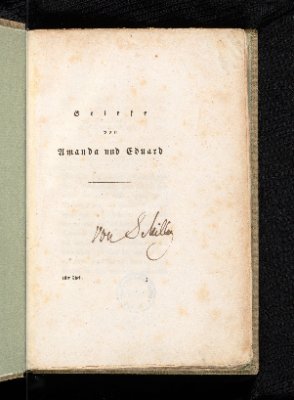 Briefe
von
Amanda und Eduard
von Schiller